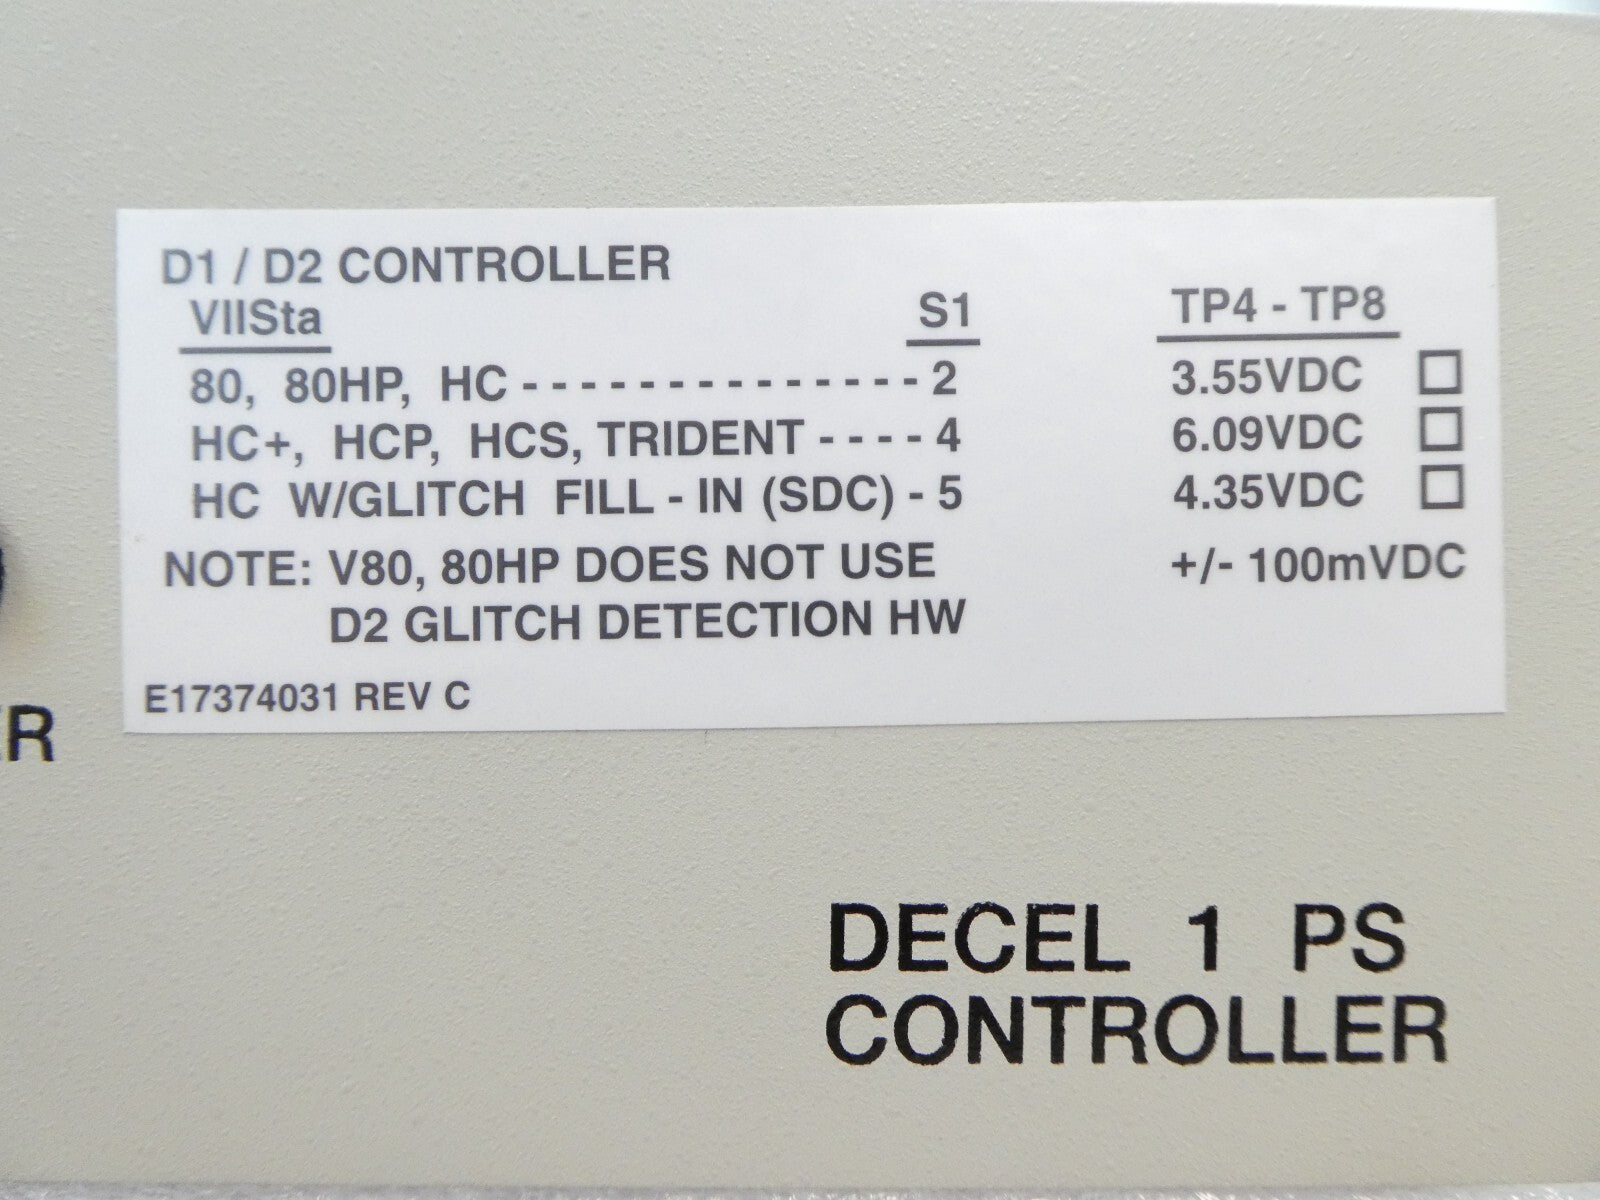 D1 / D2 CONTROLLER
VIISta S1 TP4 - TP8
80, 80HP, HC - - - - - - - - - - - - - - 2 3.55VDC
HC+, HCP, HCS, TRIDENT - - - - 4 6.09VDC
HC W/GLITCH FILL - IN (SDC) - 5 4.35VDC
NOTE: V80, 80HP DOES NOT USE +/- 100mVDC
D2 GLITCH DETECTION HW
E17374031 REV C
ER
DECEL 1 PS
CONTROLLER